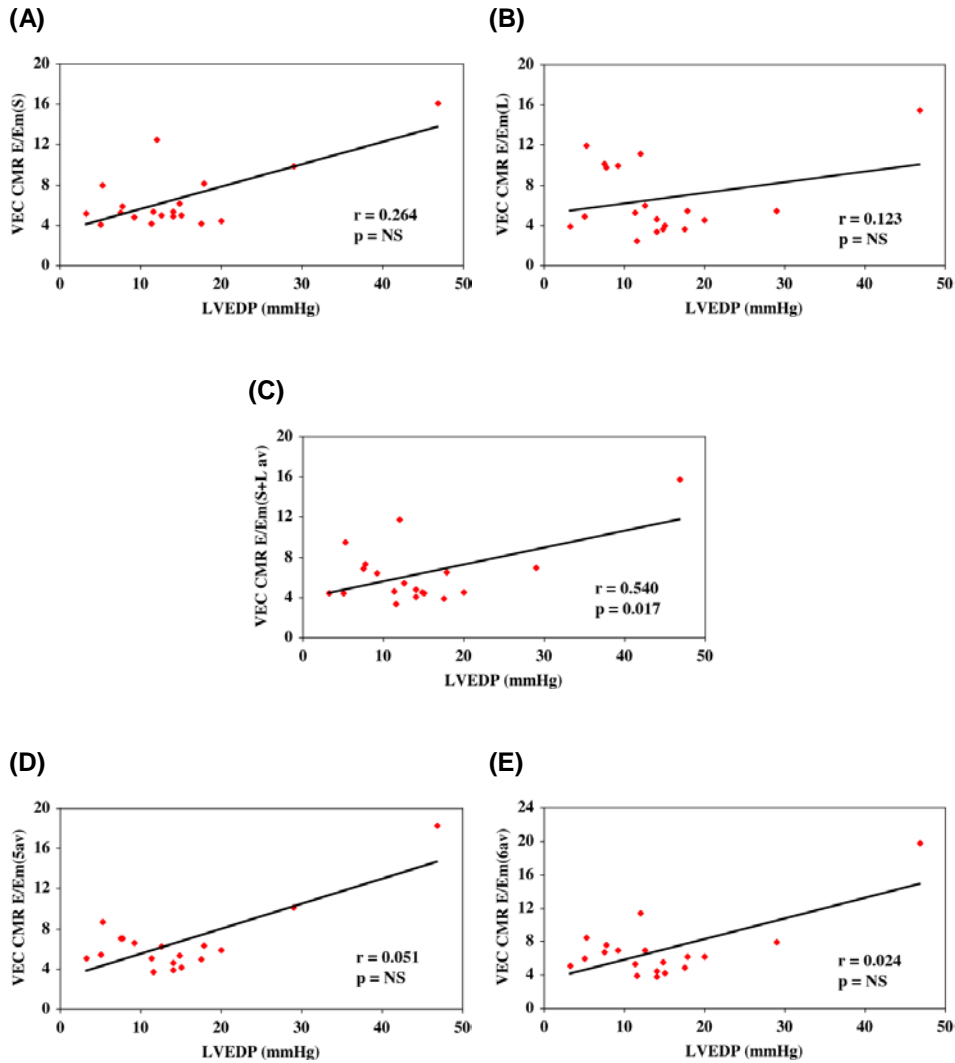 (A)
20
16
12
8
4
0
VEC CMR E/Em(S)
r = 0.264
p = NS
0 10 20 30 40 50
LVEDP (mmHg)
(B)
20
16
12
8
4
0
VEC CMR E/Em(L)
r = 0.123
p = NS
0 10 20 30 40 50
LVEDP (mmHg)
(C)
20
16
12
8
4
0
VEC CMR E/Em(S+L av)
r = 0.540
p = 0.017
0 10 20 30 40 50
LVEDP (mmHg)
(D)
20
16
12
8
4
0
VEC CMR E/Em(5av)
r = 0.051
p = NS
0 10 20 30 40 50
LVEDP (mmHg)
(E)
24
20
16
12
8
4
0
VEC CMR E/Em(6av)
r = 0.024
p = NS
0 10 20 30 40 50
LVEDP (mmHg)